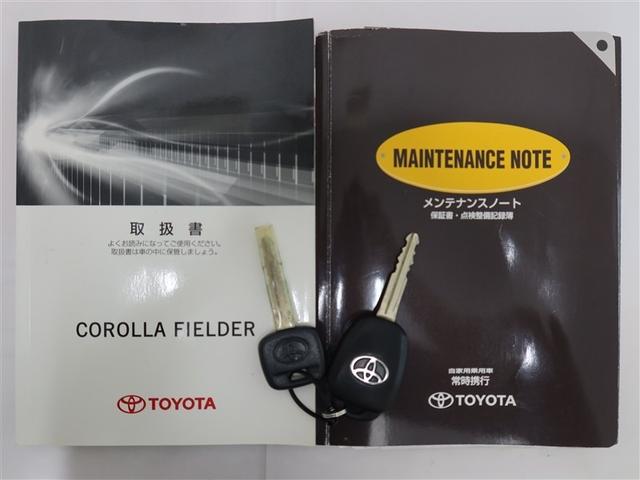 取扱書
よくお読みになってご使用ください。
取扱書は車の中に保管しましょう。
COROLLA FIELDER
TOYOTA
MAINTENANCE NOTE
メンテナンスノート
保証書・点検整備記録簿
自家用乗用車
常時携行
TOYOTA